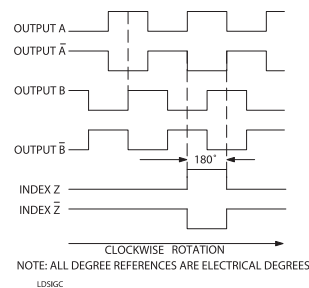 OUTPUT A
OUTPUT A̅
OUTPUT B
OUTPUT B̅
180°
INDEX Z
INDEX Z̅
CLOCKWISE ROTATION
NOTE: ALL DEGREE REFERENCES ARE ELECTRICAL DEGREES
LDSIGC